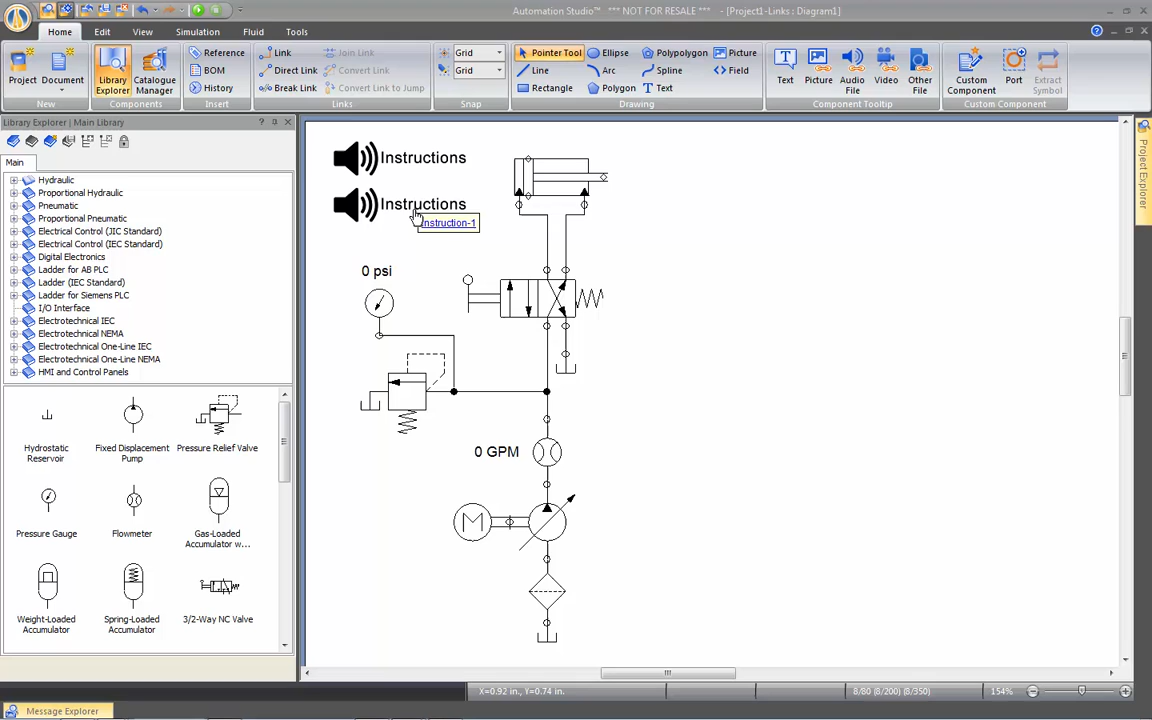 Automation Studio™ *** NOT FOR RESALE *** - [Project1-Links : Diagram1]
Home Edit View Simulation Fluid Tools
Project
Document
New
Library Explorer
Catalogue Manager
Components
Reference
BOM
History
Insert
Link
Direct Link
Break Link
Join Link
Convert Link
Convert Link to Jump
Links
Grid
Grid
Snap
Pointer Tool
Line
Rectangle
Ellipse
Arc
Polygon
Polypolygon
Spline
Text
Picture
Field
Drawing
Text
Picture
Audio File
Video
Other File
Component Tooltip
Custom Component
Port
Extract Symbol
Custom Component
Library Explorer | Main Library
Main
Hydraulic
Proportional Hydraulic
Pneumatic
Proportional Pneumatic
Electrical Control (JIC Standard)
Electrical Control (IEC Standard)
Digital Electronics
Ladder for AB PLC
Ladder (IEC Standard)
Ladder for Siemens PLC
I/O Interface
Electrotechnical IEC
Electrotechnical NEMA
Electrotechnical One-Line IEC
Electrotechnical One-Line NEMA
HMI and Control Panels
Hydrostatic Reservoir
Fixed Displacement Pump
Pressure Relief Valve
Pressure Gauge
Flowmeter
Gas-Loaded Accumulator w...
Weight-Loaded Accumulator
Spring-Loaded Accumulator
3/2-Way NC Valve
Instructions
Instructions
Instruction-1
0 psi
0 GPM
M
Project Explorer
X=0.92 in., Y=0.74 in.
8/80 (8/200) (8/350)
154%
Message Explorer